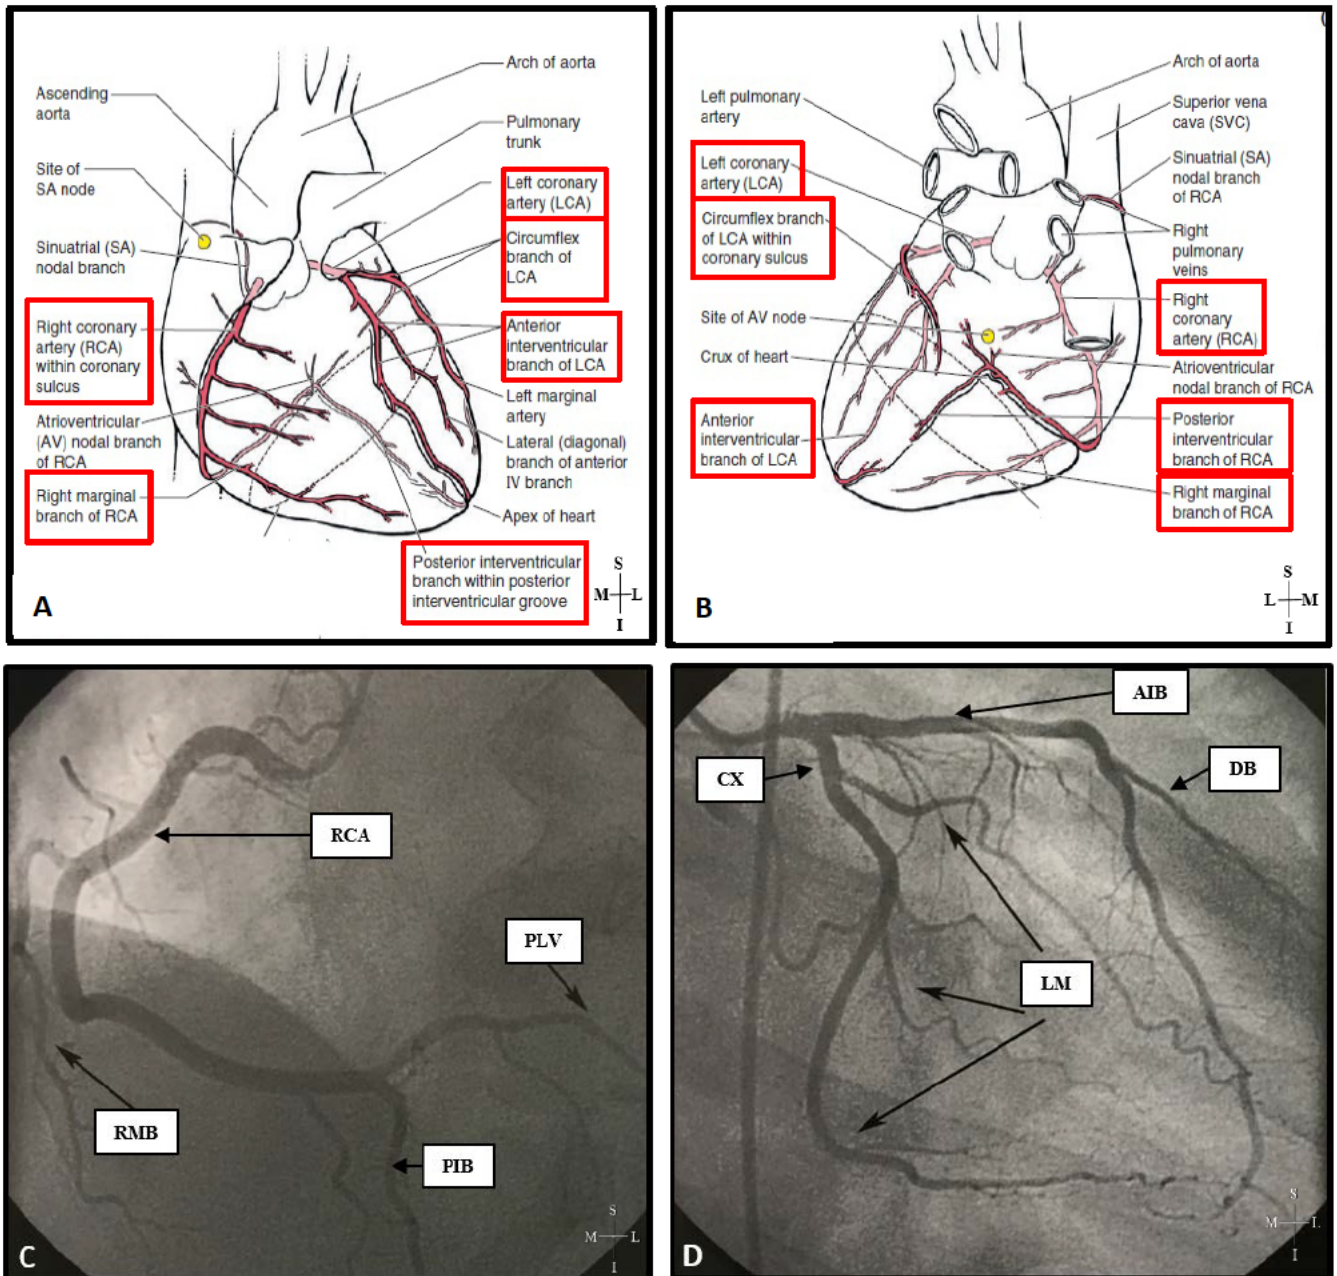 Arch of aorta
Ascending
aorta
Pulmonary
trunk
Site of
SA node
Left coronary
artery (LCA)
Sinuatrial (SA)
nodal branch
Circumflex
branch of
LCA
Right coronary
artery (RCA)
within coronary
sulcus
Anterior
interventricular
branch of LCA
Left marginal
artery
Atrioventricular
(AV) nodal branch
of RCA
Lateral (diagonal)
branch of anterior
IV branch
Right marginal
branch of RCA
Apex of heart
Posterior interventricular
branch within posterior
interventricular groove
S
M L
I
A
Arch of aorta
Left pulmonary
artery
Superior vena
cava (SVC)
Left coronary
artery (LCA)
Sinuatrial (SA)
nodal branch
of RCA
Circumflex branch
of LCA within
coronary sulcus
Right
pulmonary
veins
Right
coronary
artery (RCA)
Site of AV node
Crux of heart
Atrioventricular
nodal branch of RCA
Anterior
interventricular
branch of LCA
Posterior
interventricular
branch of RCA
Right marginal
branch of RCA
S
L M
I
B
RCA
PLV
RMB
PIB
S
M L
I
C
AIB
CX
DB
LM
S
M L
I
D